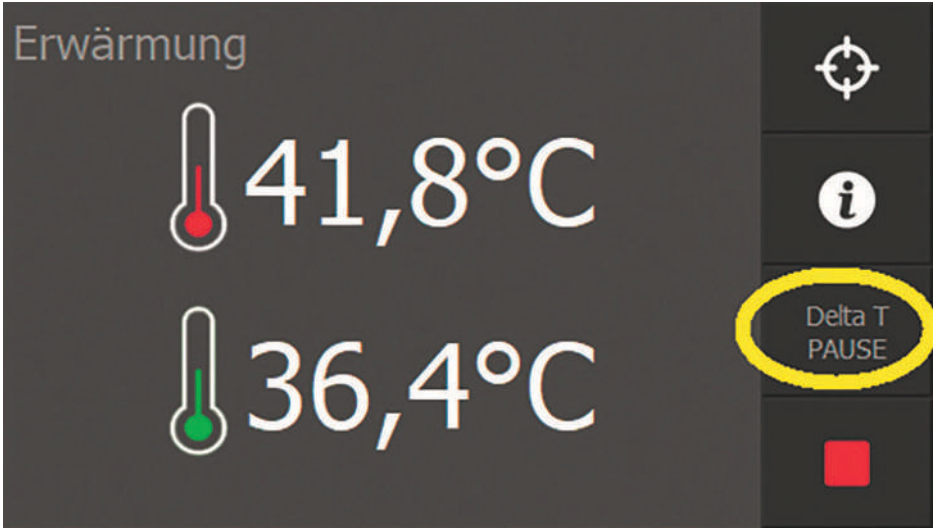 Erwärmung
41,8°C
36,4°C
i
Delta T
PAUSE